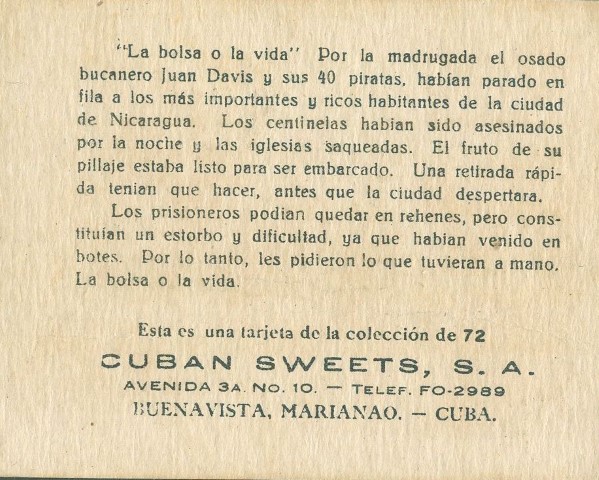 "La bolsa o la vida" Por la madrugada el osado
bucanero Juan Davis y sus 40 piratas, habían parado en
fila a los más importantes y ricos habitantes de la ciudad
de Nicaragua. Los centinelas habian sido asesinados
por la noche y las iglesias saqueadas. El fruto de su
pillaje estaba listo para ser embarcado. Una retirada rápi-
da tenian que hacer, antes que la ciudad despertara.
Los prisioneros podian quedar en rehenes, pero cons-
tituían un estorbo y dificultad, ya que habian venido en
botes. Por lo tanto, les pidieron lo que tuvieran a mano.
La bolsa o la vida.
Esta es una tarjeta de la colección de 72
CUBAN SWEETS, S. A.
AVENIDA 3A. NO. 10. — TELEF. FO-2989
BUENAVISTA, MARIANAO. — CUBA.